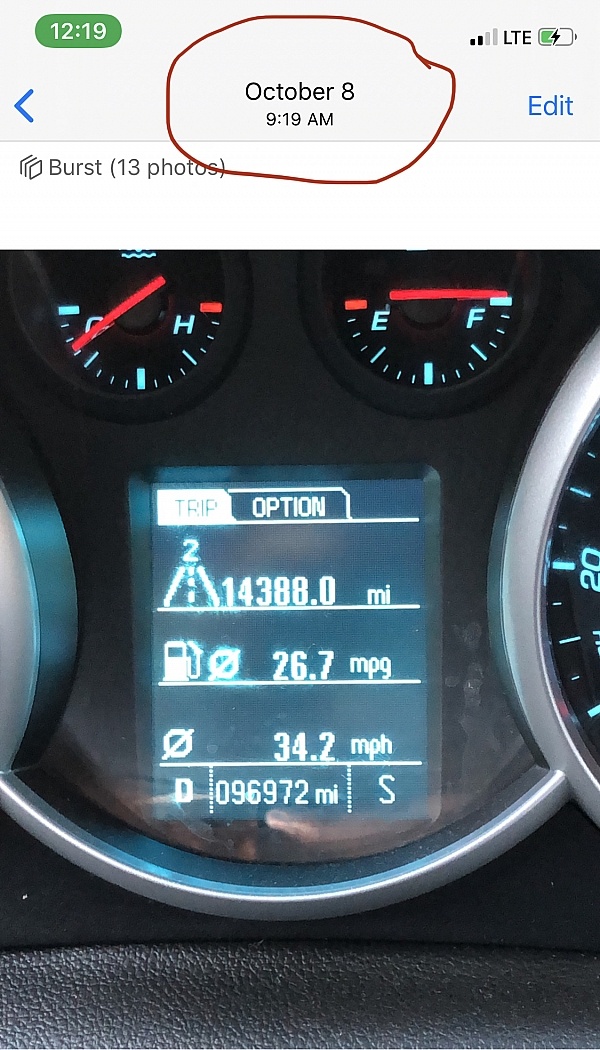 12:19
LTE
October 8
9:19 AM
Edit
Burst (13 photos)
C H
E F
TRIP OPTION
2
14388.0 mi
26.7 mpg
34.2 mph
D 096972 mi S
20